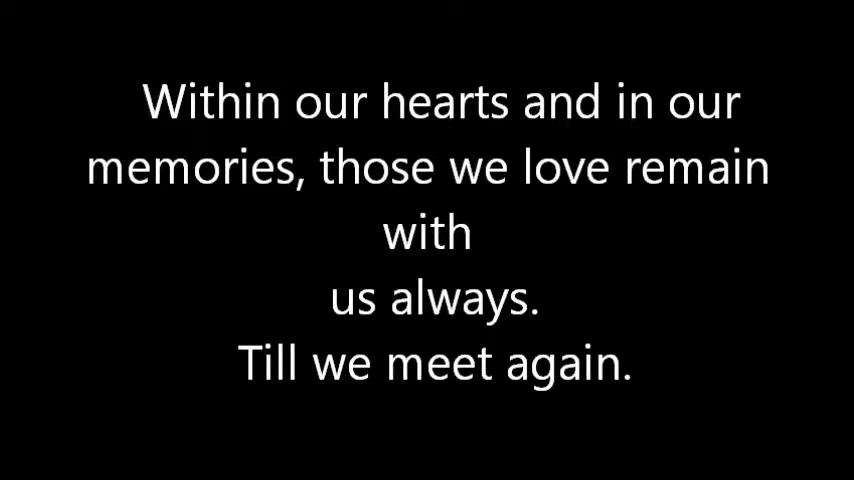 Within our hearts and in our
memories, those we love remain
with
us always.
Till we meet again.